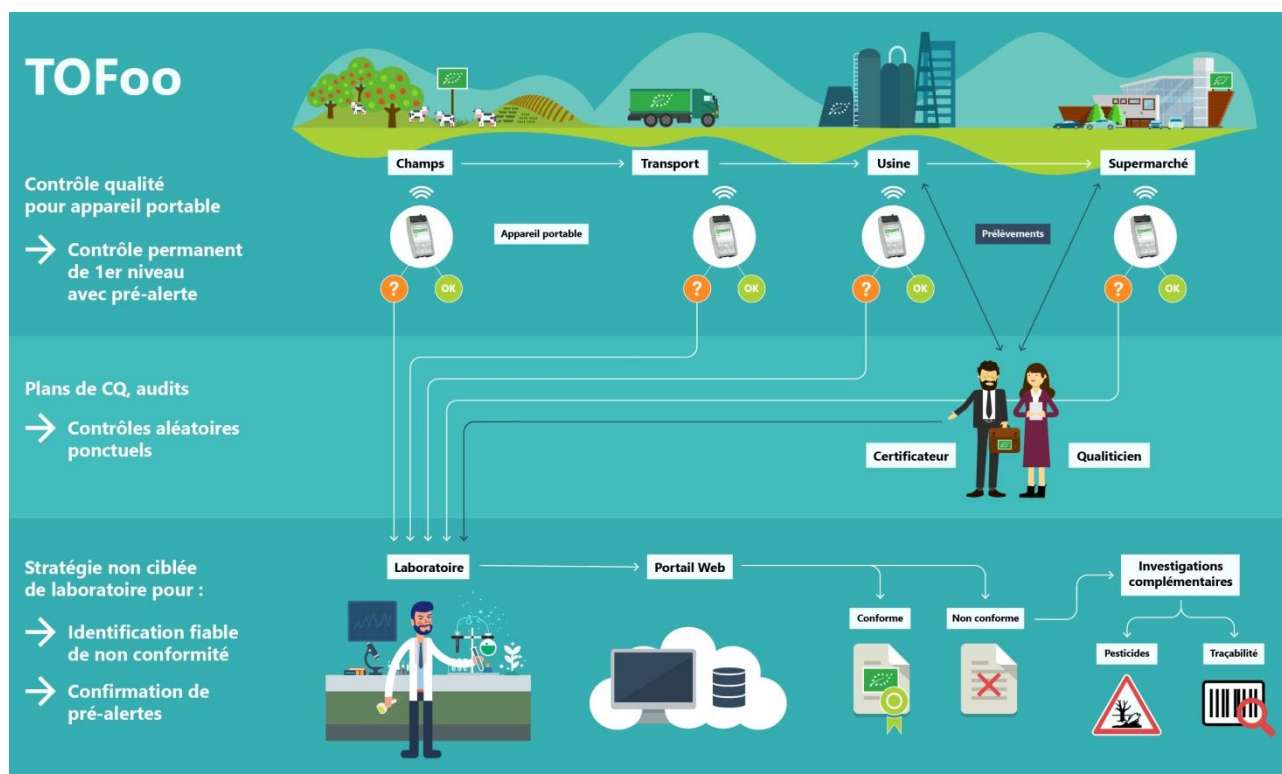 TOFoo
Champs
Transport
Usine
Supermarché
Contrôle qualité
pour appareil portable
Contrôle permanent
de 1er niveau
avec pré-alerte
Appareil portable
Prélèvements
?
OK
?
OK
?
OK
?
OK
Plans de CQ, audits
Contrôles aléatoires
ponctuels
Certificateur
Qualiticien
Stratégie non ciblée
de laboratoire pour :
Identification fiable
de non conformité
Confirmation de
pré-alertes
Laboratoire
Portail Web
Conforme
Non conforme
Investigations
complémentaires
Pesticides
Traçabilité